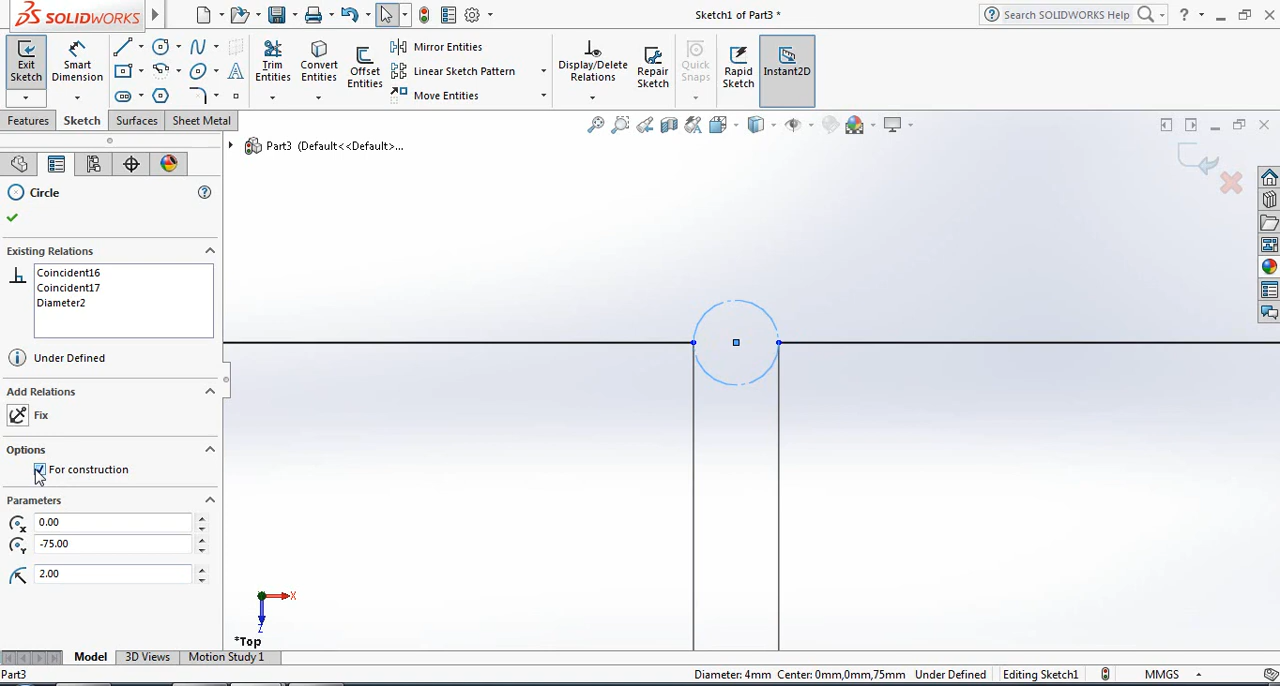 SOLIDWORKS
Sketch1 of Part3 *
Search SOLIDWORKS Help
?
Exit Sketch
Smart Dimension
Trim Entities
Convert Entities
Offset Entities
Mirror Entities
Linear Sketch Pattern
Move Entities
Display/Delete Relations
Repair Sketch
Quick Snaps
Rapid Sketch
Instant2D
Features
Sketch
Surfaces
Sheet Metal
Part3 (Default<<Default>...
Circle
Existing Relations
Coincident16
Coincident17
Diameter2
Under Defined
Add Relations
Fix
Options
For construction
Parameters
0.00
-75.00
2.00
X
Z
*Top
Model
3D Views
Motion Study 1
Part3
Diameter: 4mm Center: 0mm,0mm,75mm
Under Defined
Editing Sketch1
MMGS